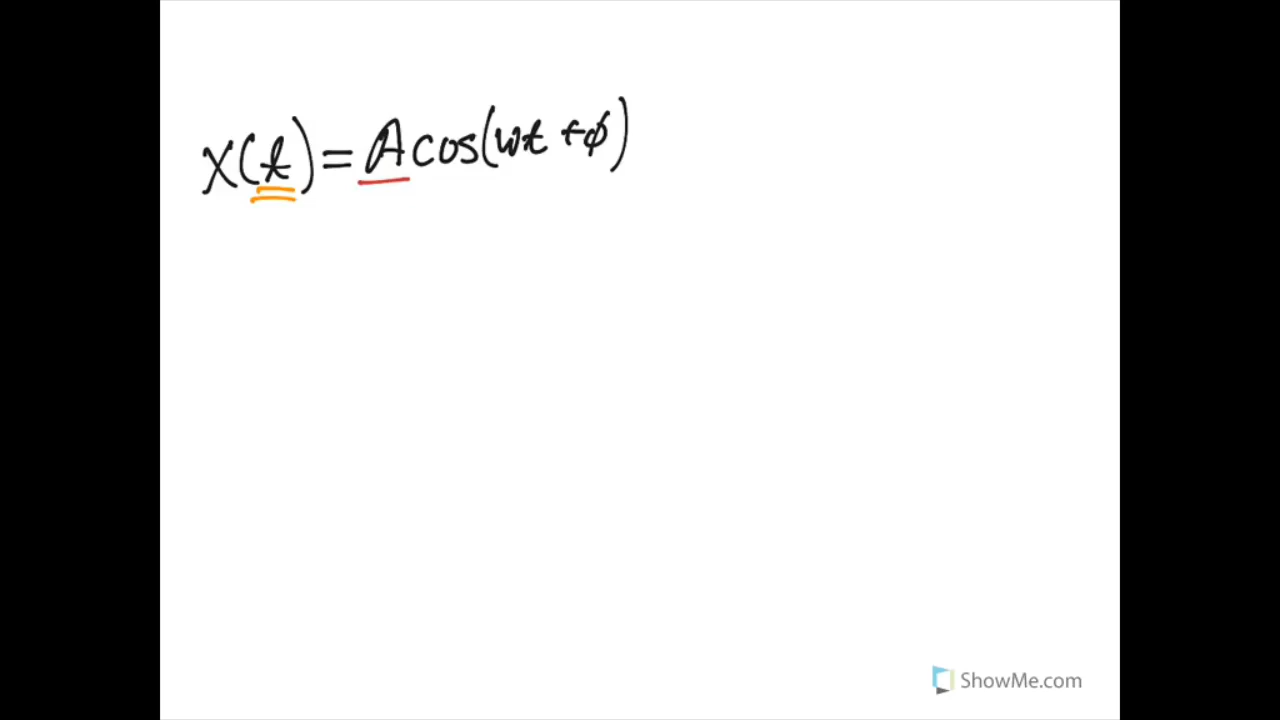 X(t) = A cos(ωt + ϕ)
ShowMe.com